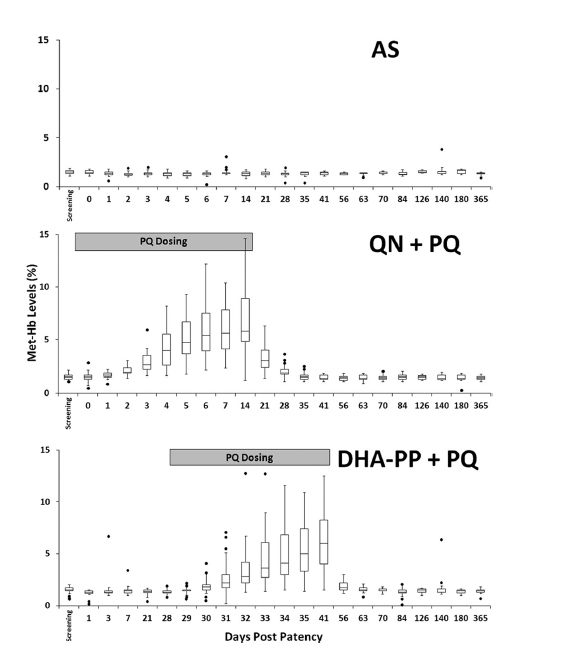 AS
15
10
5
0
Screening 0 1 2 3 4 5 6 7 14 21 28 35 41 56 63 70 84 126 140 180 365
QN + PQ
PQ Dosing
Met-Hb Levels (%)
15
10
5
0
Screening 0 1 2 3 4 5 6 7 14 21 28 35 41 56 63 70 84 126 140 180 365
DHA-PP + PQ
PQ Dosing
15
10
5
0
Screening 1 3 7 21 28 29 30 31 32 33 34 35 41 56 63 70 84 126 140 180 365
Days Post Patency